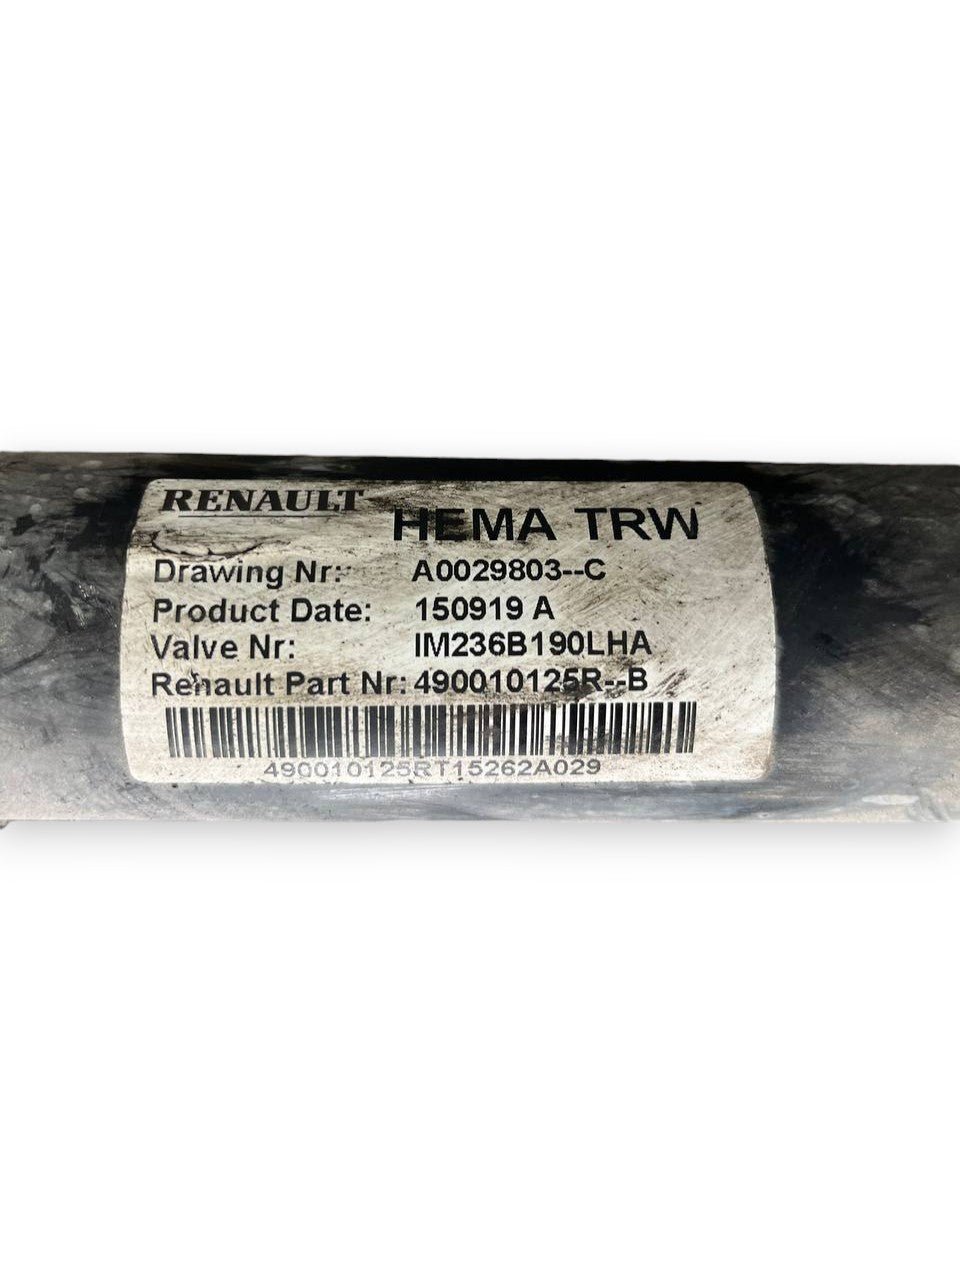 RENAULT
HEMA TRW
Drawing Nr: A0029803--C
Product Date: 150919 A
Valve Nr: IM236B190LHA
Renault Part Nr: 490010125R--B
490010125RT15262A029